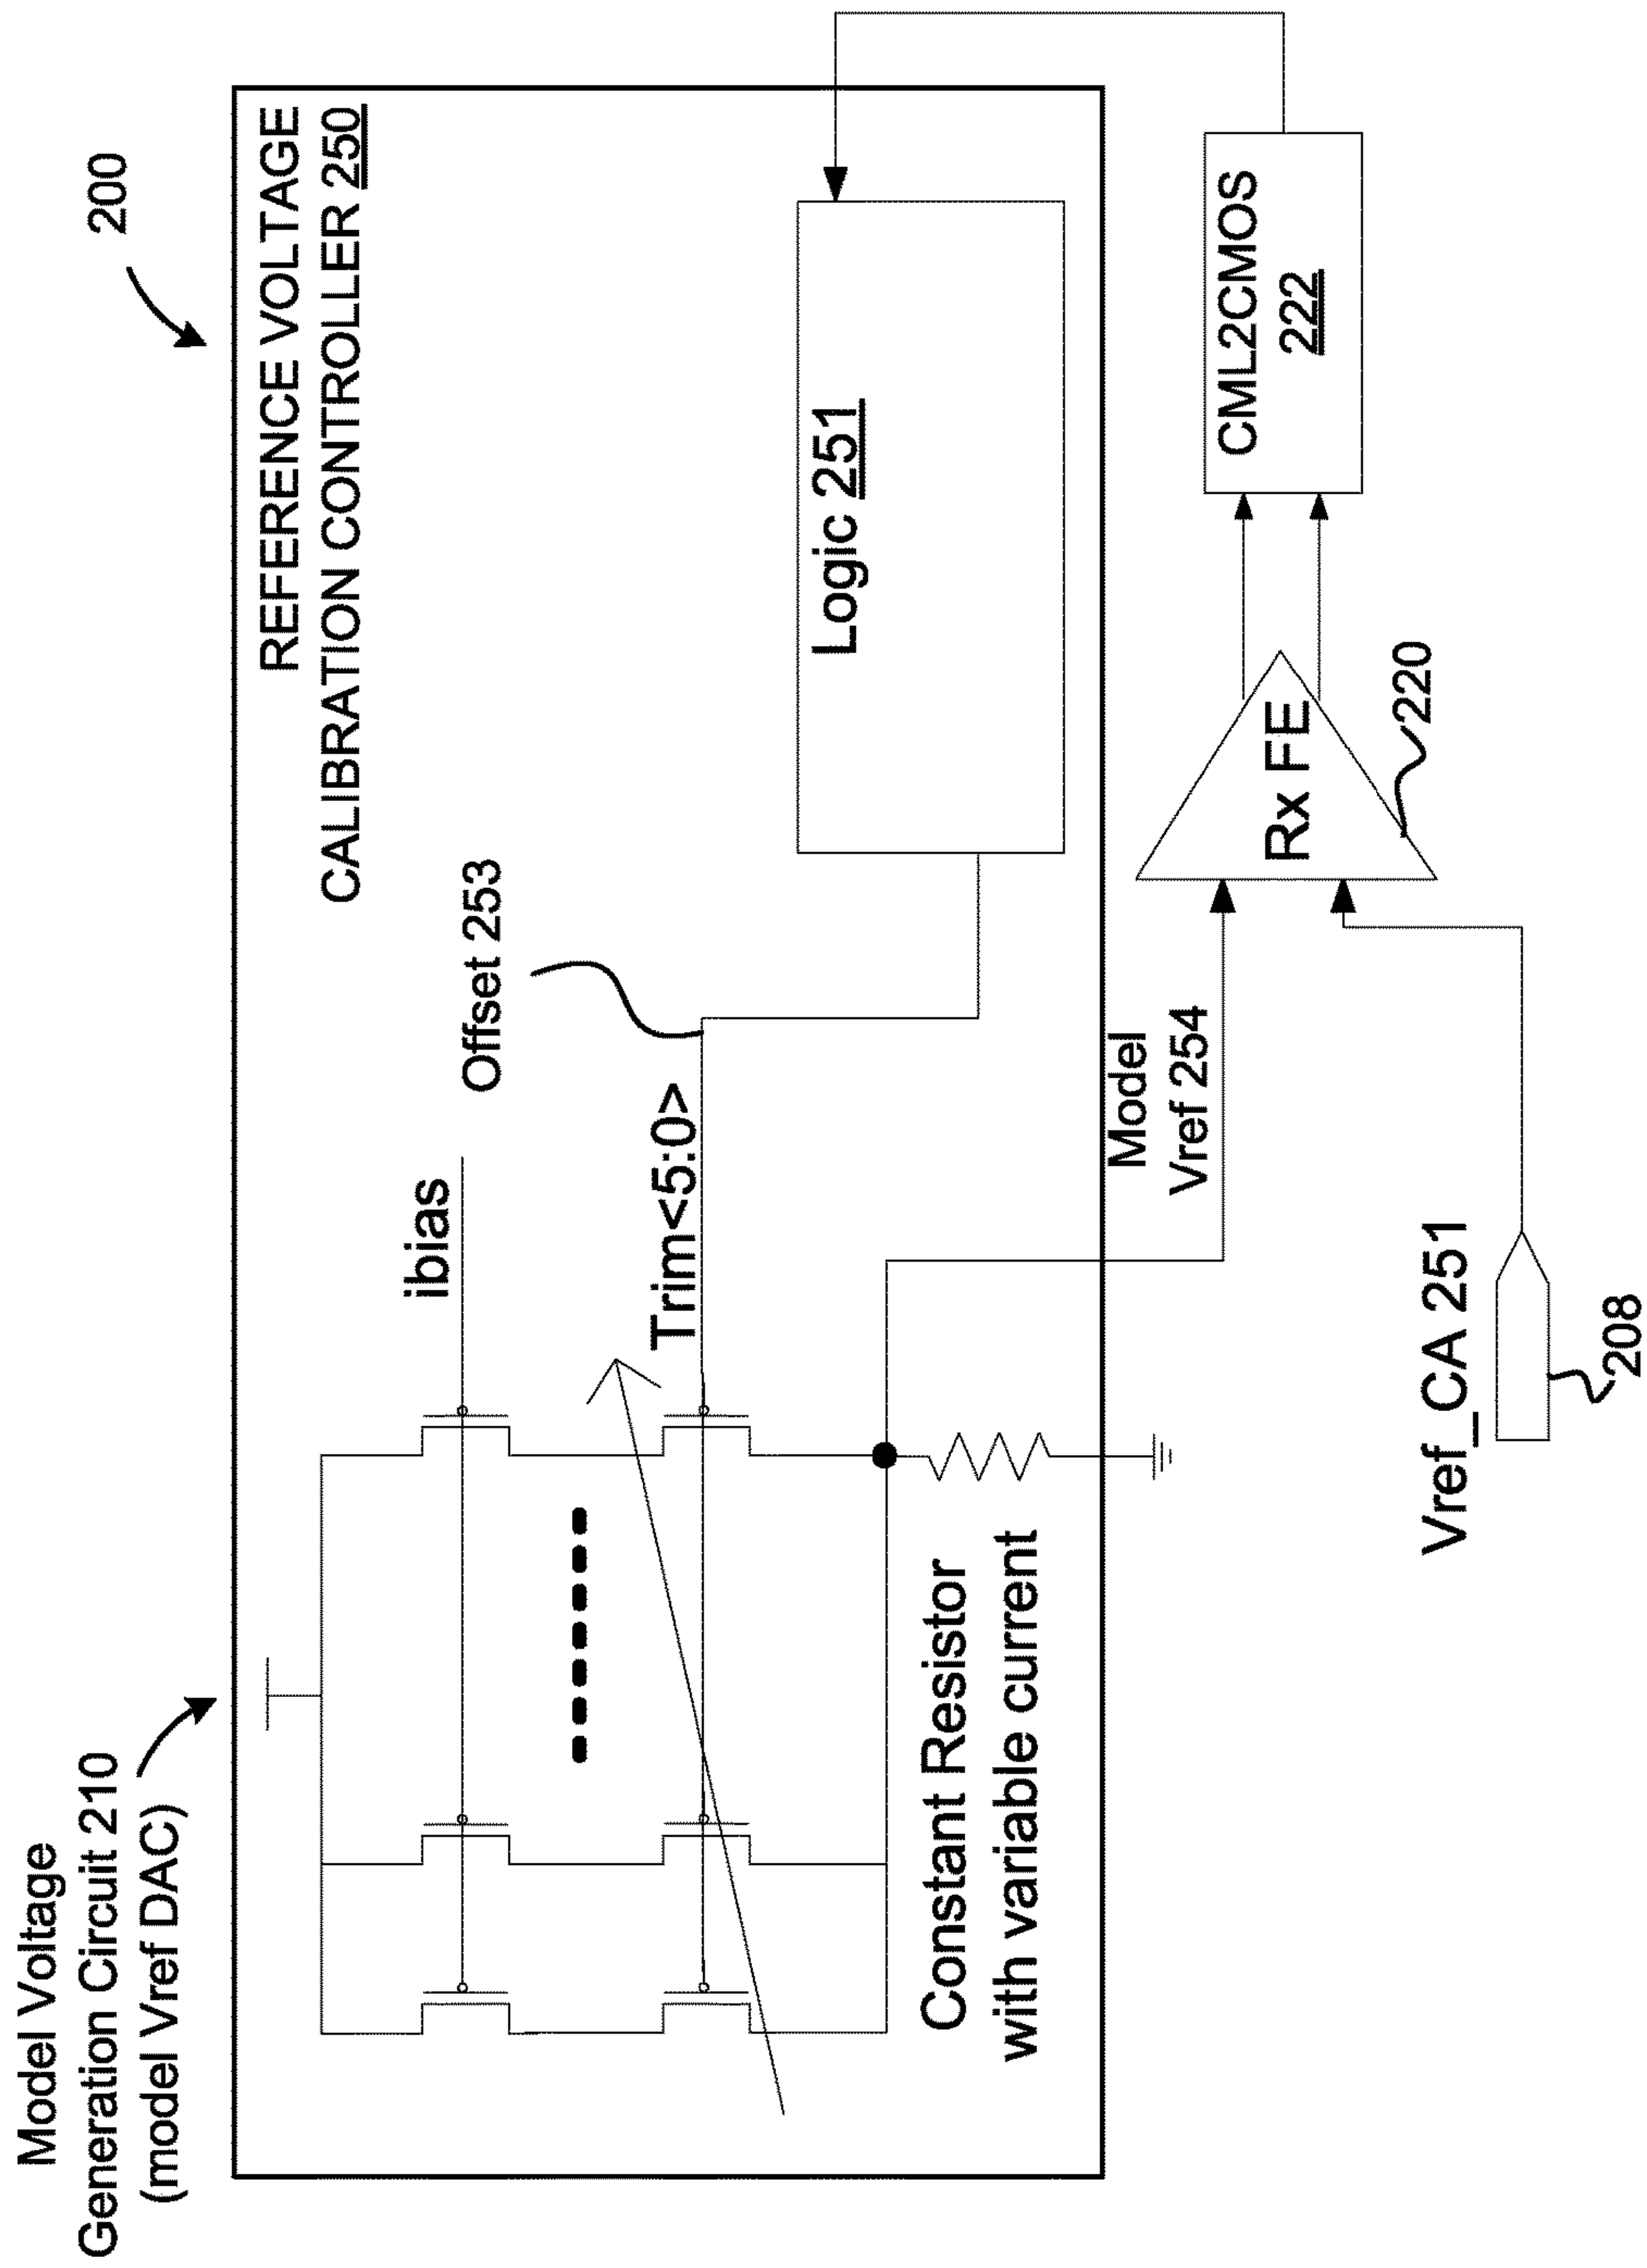 200
Model Voltage
Generation Circuit 210
(model Vref DAC)
REFERENCE VOLTAGE
CALIBRATION CONTROLLER 250
ibias
Offset 253
Trim<5:0>
Logic 251
Constant Resistor
with variable current
Model
Vref 254
CML2CMOS
222
Rx FE
220
Vref_CA 251
208